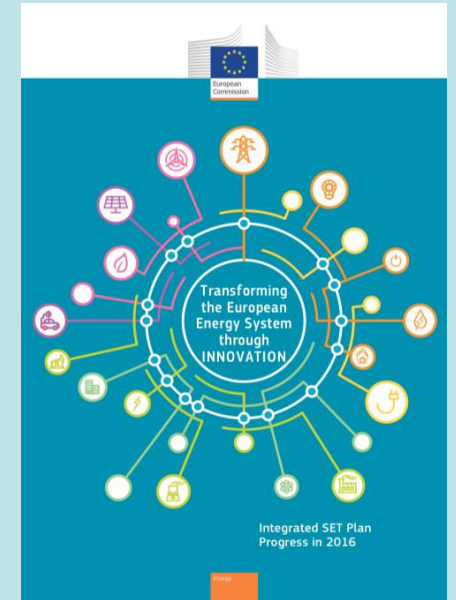 European
Commission
Transforming
the European
Energy System
through
INNOVATION
Integrated SET Plan
Progress in 2016
Energy